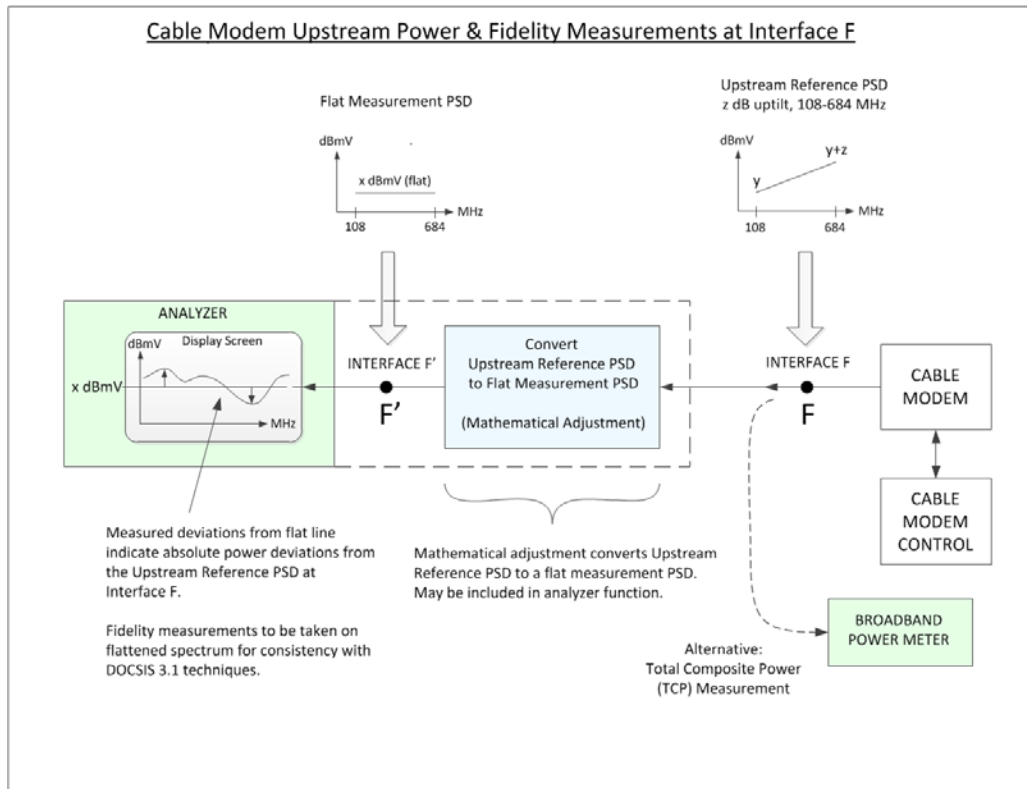 Cable Modem Upstream Power & Fidelity Measurements at Interface F
Flat Measurement PSD
dBmV
x dBmV (flat)
MHz
108
684
Upstream Reference PSD
z dB uptilt, 108-684 MHz
dBmV
y
y+z
MHz
108
684
ANALYZER
Display Screen
dBmV
x dBmV
MHz
INTERFACE F'
F'
Convert
Upstream Reference PSD
to Flat Measurement PSD
(Mathematical Adjustment)
INTERFACE F
F
CABLE
MODEM
CABLE
MODEM
CONTROL
Measured deviations from flat line
indicate absolute power deviations from
the Upstream Reference PSD at
Interface F.
Fidelity measurements to be taken on
flattened spectrum for consistency with
DOCSIS 3.1 techniques.
Mathematical adjustment converts Upstream
Reference PSD to a flat measurement PSD.
May be included in analyzer function.
Alternative:
Total Composite Power
(TCP) Measurement
BROADBAND
POWER METER